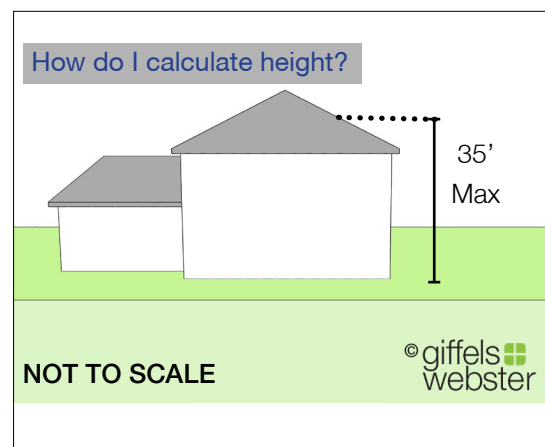 How do I calculate height?
35’
Max
NOT TO SCALE
© giffels
webster